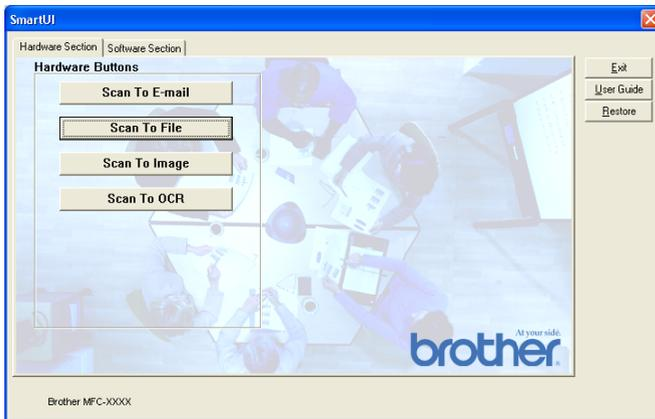 SmartUI
Hardware Section
Software Section
Hardware Buttons
Scan To E-mail
Scan To File
Scan To Image
Scan To OCR
Exit
User Guide
Restore
At your side.
brother
Brother MFC-XXXX